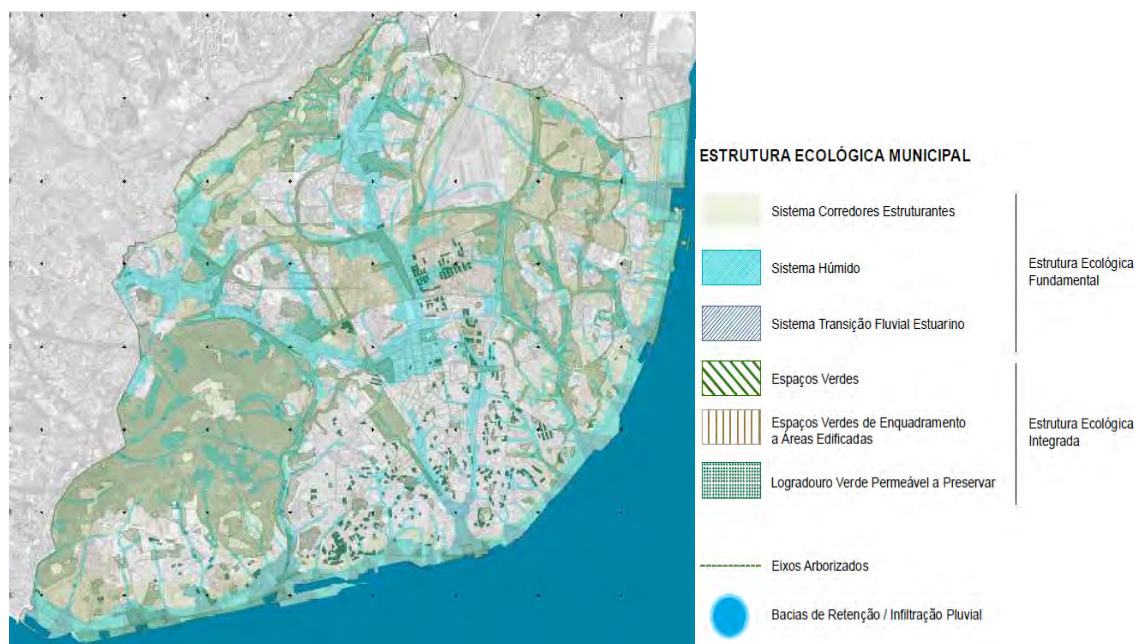 ESTRUTURA ECOLÓGICA MUNICIPAL
Sistema Corredores Estruturantes
Sistema Húmido
Estrutura Ecológica
Fundamental
Sistema Transição Fluvial Estuarino
Espaços Verdes
Espaços Verdes de Enquadramento
a Áreas Edificadas
Estrutura Ecológica
Integrada
Logradouro Verde Permeável a Preservar
Eixos Arborizados
Bacias de Retenção / Infiltração Pluvial